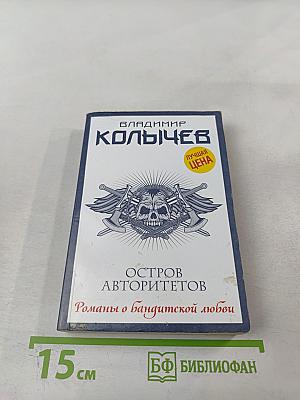 ВЛАДИМИР
КОЛЫЧЕВ
ЛУЧШАЯ
ЦЕНА
ОСТРОВ
АВТОРИТЕТОВ
Романы о бандитской любви
15 см
БФ БИБЛИОФАН